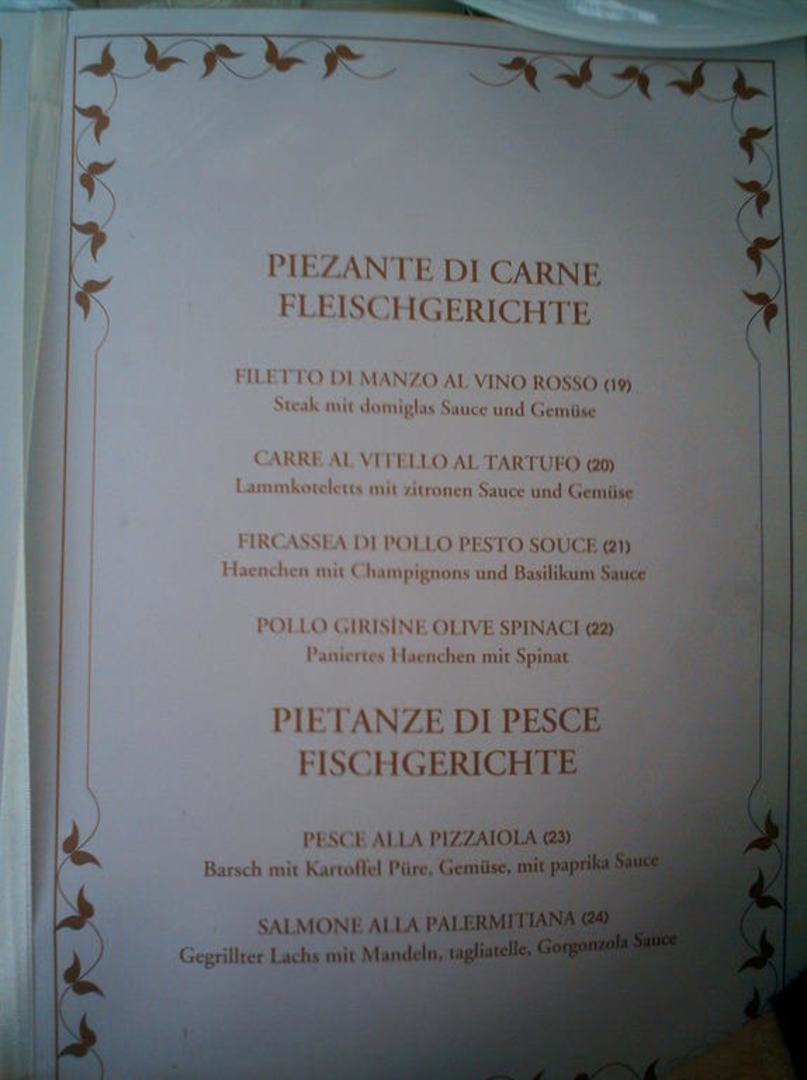 PIEZANTE DI CARNE
FLEISCHGERICHTE
FILETTO DI MANZO AL VINO ROSSO (19)
Steak mit domiglas Sauce und Gemüse
CARRE AL VITELLO AL TARTUFO (20)
Lammkoteletts mit zitronen Sauce und Gemüse
FIRCASSEA DI POLLO PESTO SOUCE (21)
Haenchen mit Champignons und Basilikum Sauce
POLLO GIRISİNE OLIVE SPINACI (22)
Paniertes Haenchen mit Spinat
PIETANZE DI PESCE
FISCHGERICHTE
PESCE ALLA PIZZAIOLA (23)
Barsch mit Kartoffel Püre, Gemüse, mit paprika Sauce
SALMONE ALLA PALERMITIANA (24)
Gegrillter Lachs mit Mandeln, tagliatelle, Gorgonzola Sauce